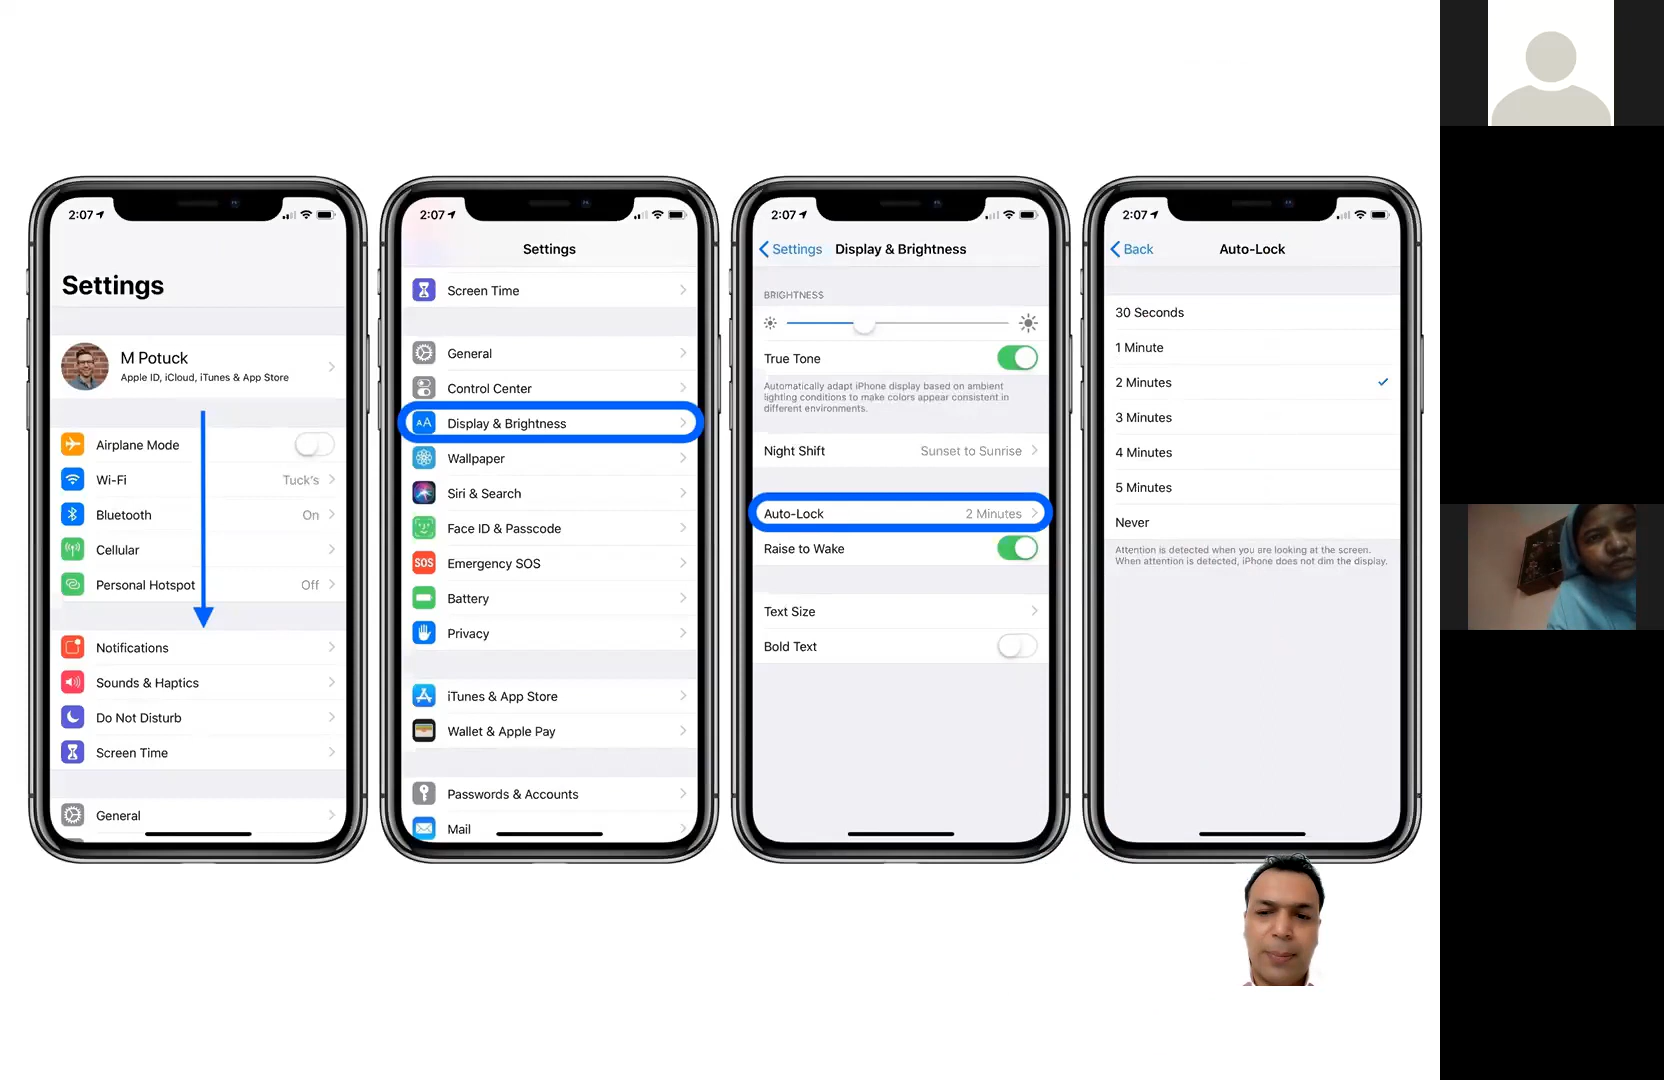 2:07
Settings
M Potuck
Apple ID, iCloud, iTunes & App Store
Airplane Mode
Wi-Fi Tuck's
Bluetooth On
Cellular
Personal Hotspot Off
Notifications
Sounds & Haptics
Do Not Disturb
Screen Time
General
2:07
Settings
Screen Time
General
Control Center
AA Display & Brightness
Wallpaper
Siri & Search
Face ID & Passcode
SOS Emergency SOS
Battery
Privacy
iTunes & App Store
Wallet & Apple Pay
Passwords & Accounts
Mail
2:07
Settings Display & Brightness
BRIGHTNESS
True Tone
Automatically adapt iPhone display based on ambient
lighting conditions to make colors appear consistent in
different environments.
Night Shift Sunset to Sunrise
Auto-Lock 2 Minutes
Raise to Wake
Text Size
Bold Text
2:07
Back Auto-Lock
30 Seconds
1 Minute
2 Minutes
3 Minutes
4 Minutes
5 Minutes
Never
Attention is detected when you are looking at the screen.
When attention is detected, iPhone does not dim the display.